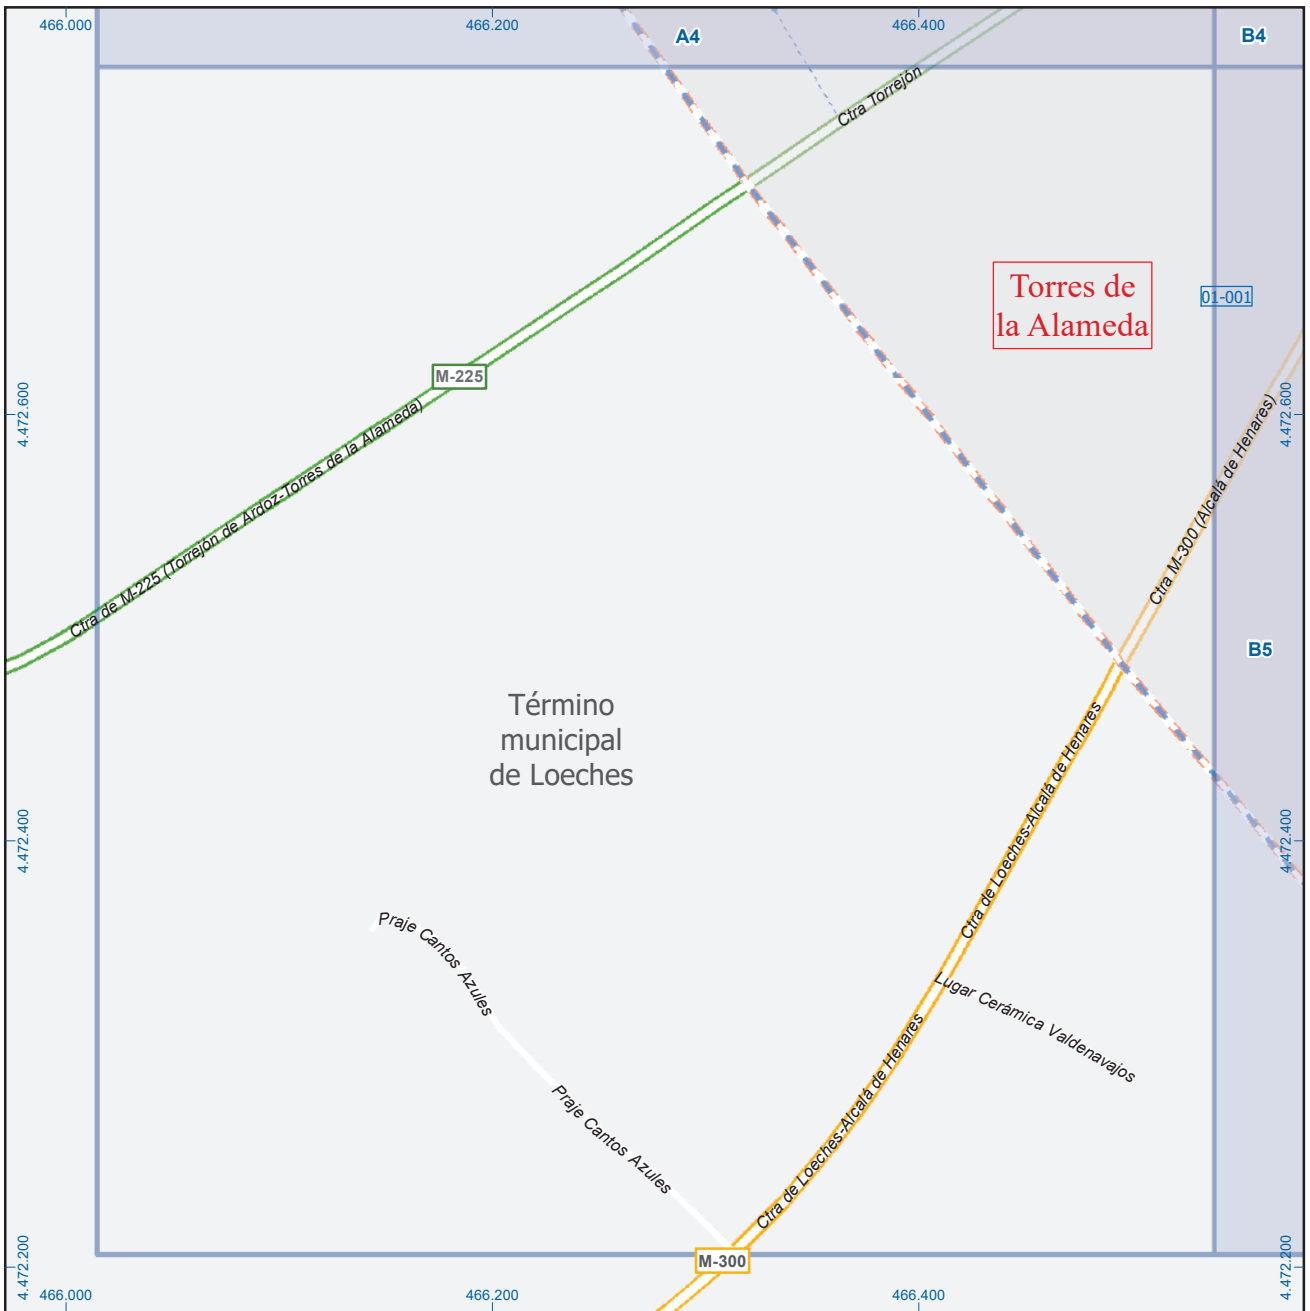 466.000
466.200
466.400
A4
B4
Ctra Torrejón
Torres de
la Alameda
01-001
M-225
4.472.600
4.472.600
Ctra de M-225 (Torrejón de Ardoz-Torres de la Alameda)
Ctra M-300 (Alcalá de Henares)
B5
Término
municipal
de Loeches
Ctra de Loeches-Alcalá de Henares
4.472.400
4.472.400
Praje Cantos Azules
Lugar Cerámica Valdenavajos
Ctra de Loeches-Alcalá de Henares
Praje Cantos Azules
M-300
4.472.200
4.472.200
466.000
466.200
466.400